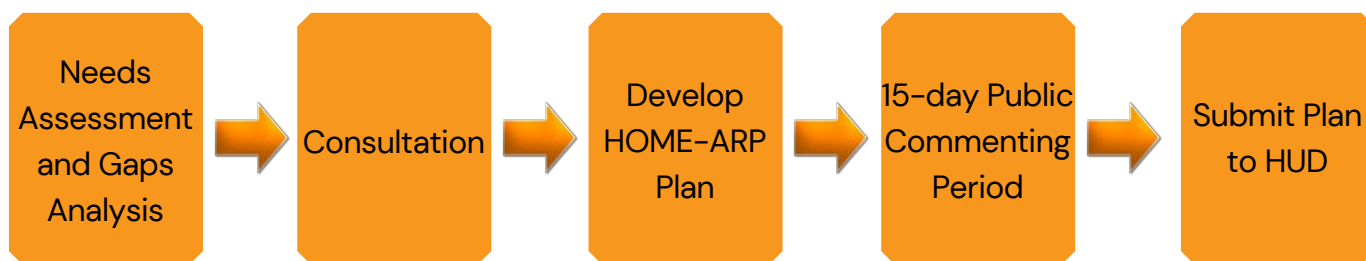 Needs
Assessment
and Gaps
Analysis
Consultation
Develop
HOME-ARP
Plan
15-day Public
Commenting
Period
Submit Plan
to HUD